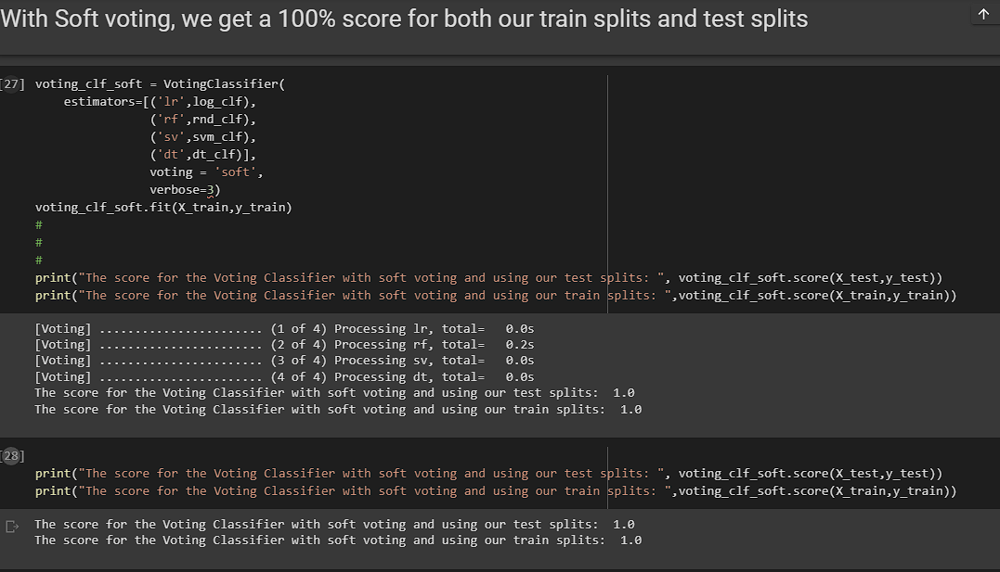 With Soft voting, we get a 100% score for both our train splits and test splits
[27] voting_clf_soft = VotingClassifier(
estimators=[('lr',log_clf),
('rf',rnd_clf),
('sv',svm_clf),
('dt',dt_clf)],
voting = 'soft',
verbose=3)
voting_clf_soft.fit(X_train,y_train)
#
#
#
print("The score for the Voting Classifier with soft voting and using our test splits: ", voting_clf_soft.score(X_test,y_test))
print("The score for the Voting Classifier with soft voting and using our train splits: ",voting_clf_soft.score(X_train,y_train))
[Voting] ....................... (1 of 4) Processing lr, total=   0.0s
[Voting] ....................... (2 of 4) Processing rf, total=   0.2s
[Voting] ....................... (3 of 4) Processing sv, total=   0.0s
[Voting] ....................... (4 of 4) Processing dt, total=   0.0s
The score for the Voting Classifier with soft voting and using our test splits:  1.0
The score for the Voting Classifier with soft voting and using our train splits:  1.0
[28]
print("The score for the Voting Classifier with soft voting and using our test splits: ", voting_clf_soft.score(X_test,y_test))
print("The score for the Voting Classifier with soft voting and using our train splits: ",voting_clf_soft.score(X_train,y_train))
The score for the Voting Classifier with soft voting and using our test splits:  1.0
The score for the Voting Classifier with soft voting and using our train splits:  1.0